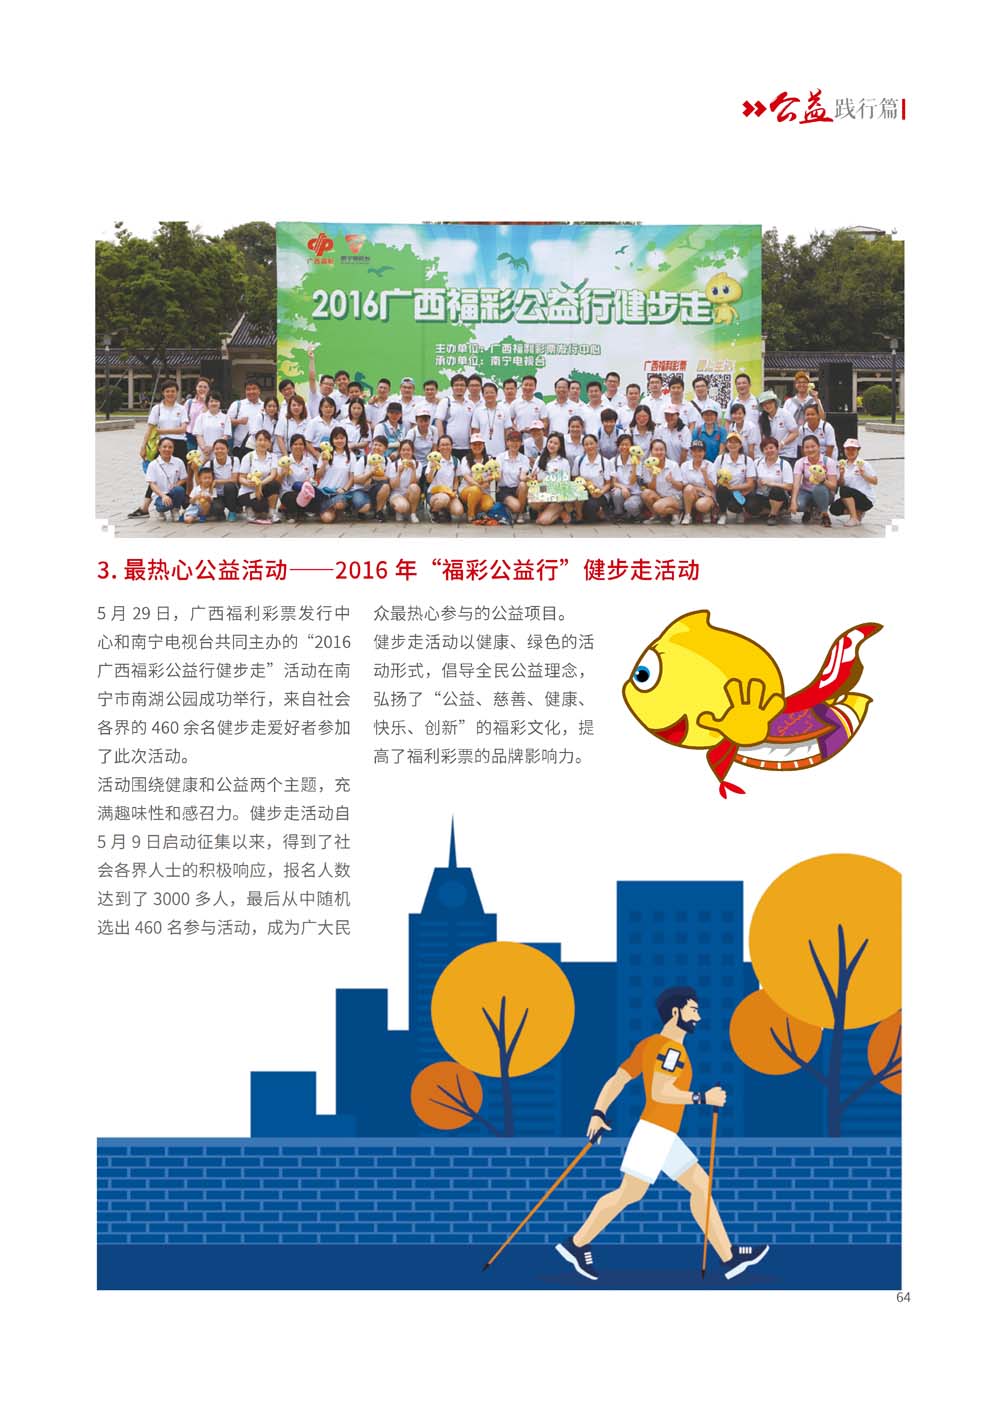 公益践行篇
广西福彩
南宁电视台
2016广西福彩公益行健步走
主办单位：广西福利彩票发行中心
承办单位：南宁电视台
广西福利彩票
3. 最热心公益活动——2016 年“福彩公益行”健步走活动
5 月 29 日，广西福利彩票发行中
心和南宁电视台共同主办的“2016
广西福彩公益行健步走”活动在南
宁市南湖公园成功举行，来自社会
各界的 460 余名健步走爱好者参加
了此次活动。
活动围绕健康和公益两个主题，充
满趣味性和感召力。健步走活动自
5 月 9 日启动征集以来，得到了社
会各界人士的积极响应，报名人数
达到了 3000 多人，最后从中随机
选出 460 名参与活动，成为广大民
众最热心参与的公益项目。
健步走活动以健康、绿色的活
动形式，倡导全民公益理念，
弘扬了“公益、慈善、健康、
快乐、创新”的福彩文化，提
高了福利彩票的品牌影响力。
64